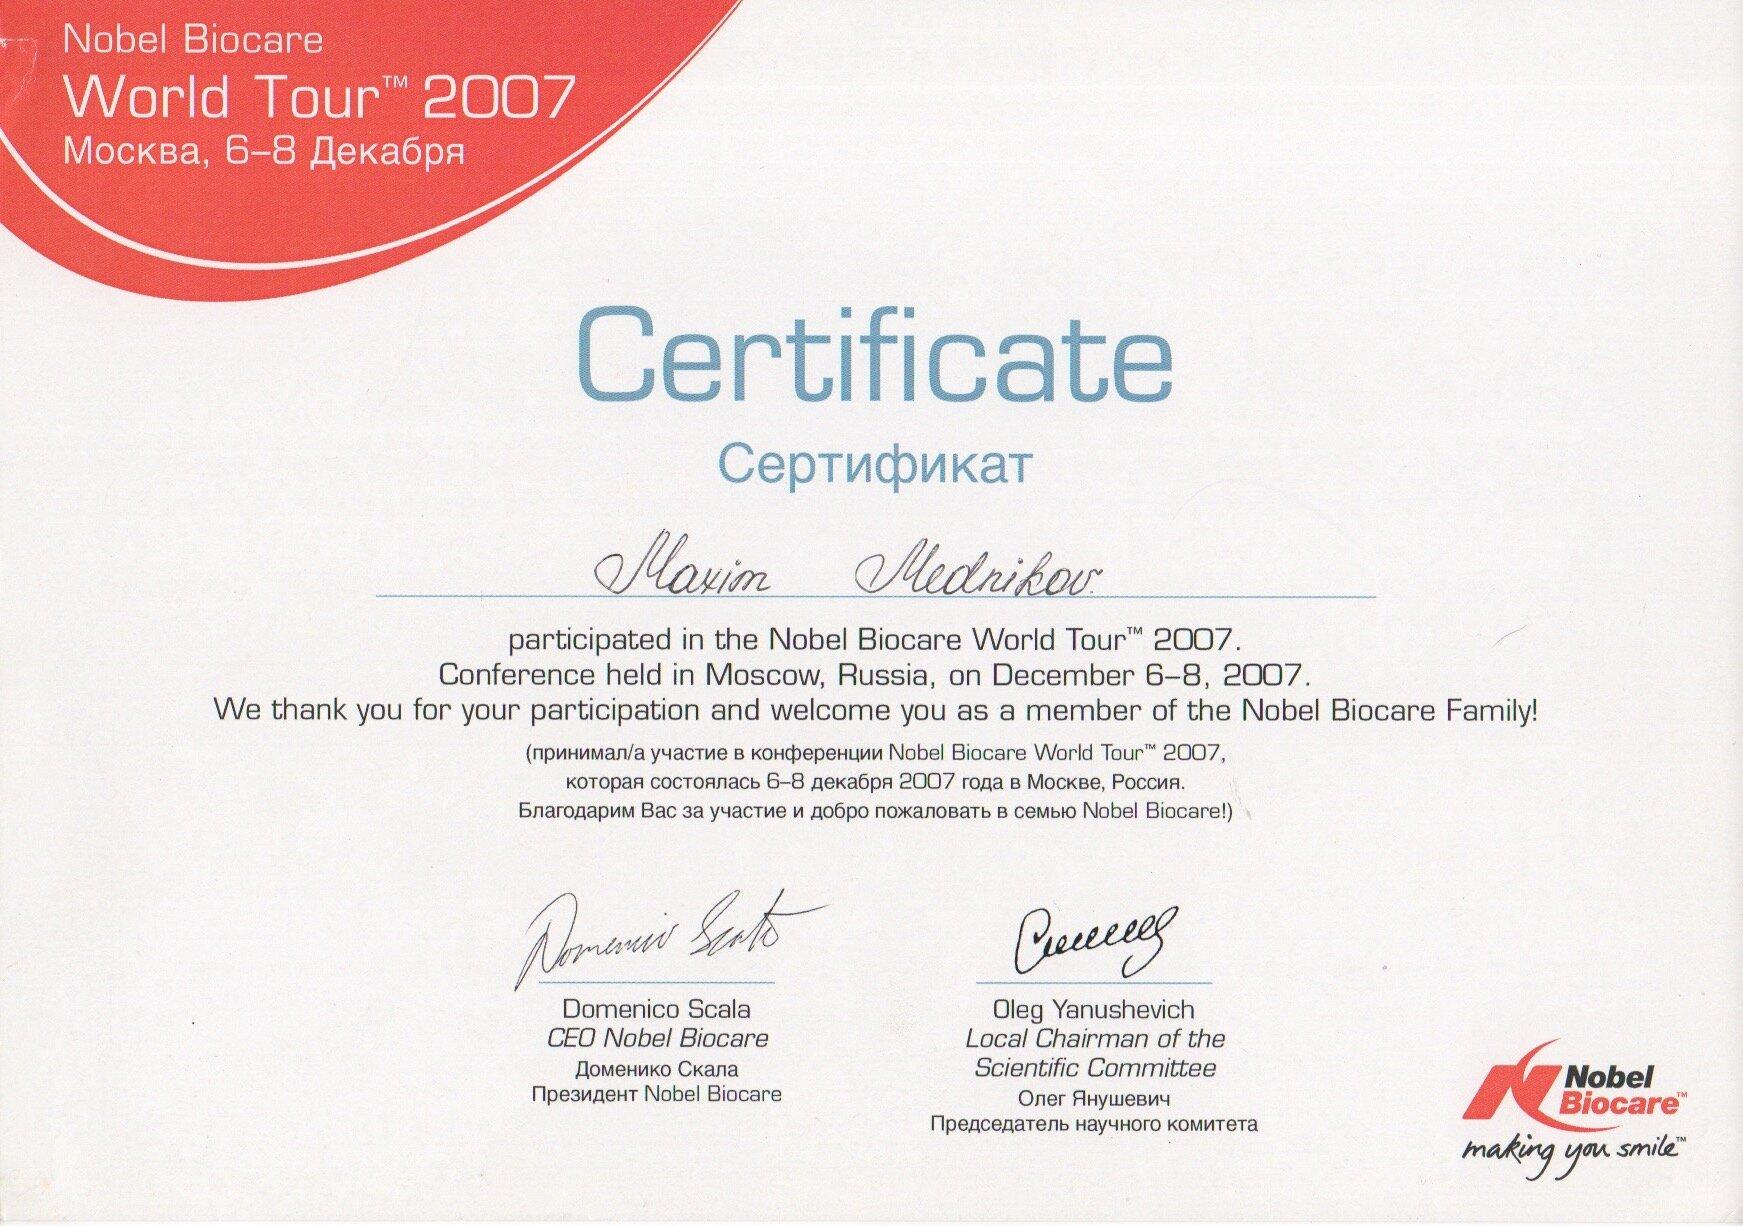 Nobel Biocare
World Tour™ 2007
Москва, 6–8 Декабря
Certificate
Сертификат
Maxim Mednikov.
participated in the Nobel Biocare World Tour™ 2007.
Conference held in Moscow, Russia, on December 6–8, 2007.
We thank you for your participation and welcome you as a member of the Nobel Biocare Family!
(принимал/а участие в конференции Nobel Biocare World Tour™ 2007,
которая состоялась 6–8 декабря 2007 года в Москве, Россия.
Благодарим Вас за участие и добро пожаловать в семью Nobel Biocare!)
Domenico Scala
Domenico Scala
CEO Nobel Biocare
Доменико Скала
Президент Nobel Biocare
Oleg Yanushevich
Local Chairman of the
Scientific Committee
Олег Янушевич
Председатель научного комитета
Nobel
Biocare™
making you smile™